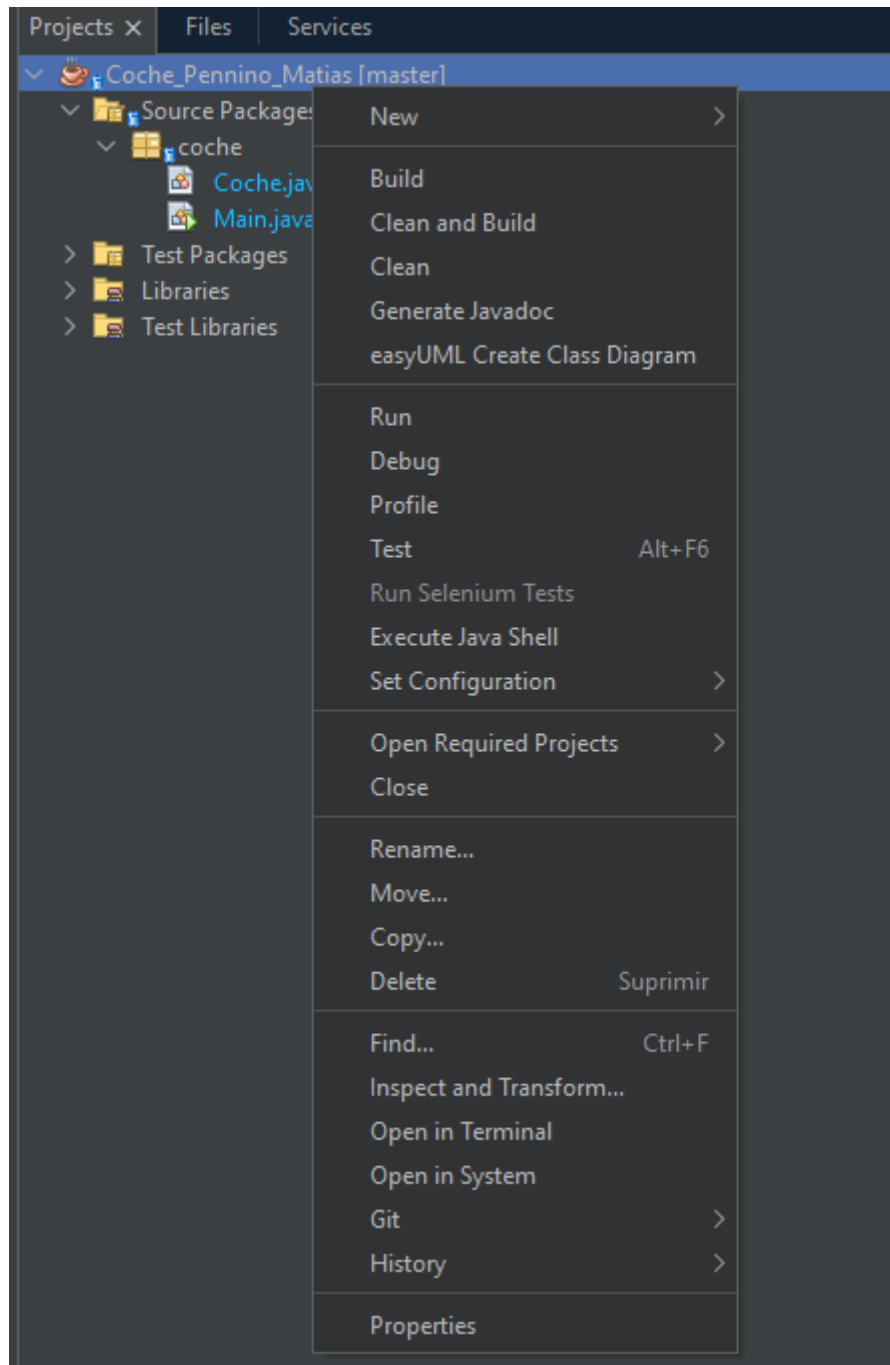 Projects Files Services
Coche_Pennino_Matias [master]
Source Packages
coche
Coche.jav
Main.java
Test Packages
Libraries
Test Libraries
New
Build
Clean and Build
Clean
Generate Javadoc
easyUML Create Class Diagram
Run
Debug
Profile
Test Alt+F6
Run Selenium Tests
Execute Java Shell
Set Configuration
Open Required Projects
Close
Rename...
Move...
Copy...
Delete Suprimir
Find... Ctrl+F
Inspect and Transform...
Open in Terminal
Open in System
Git
History
Properties